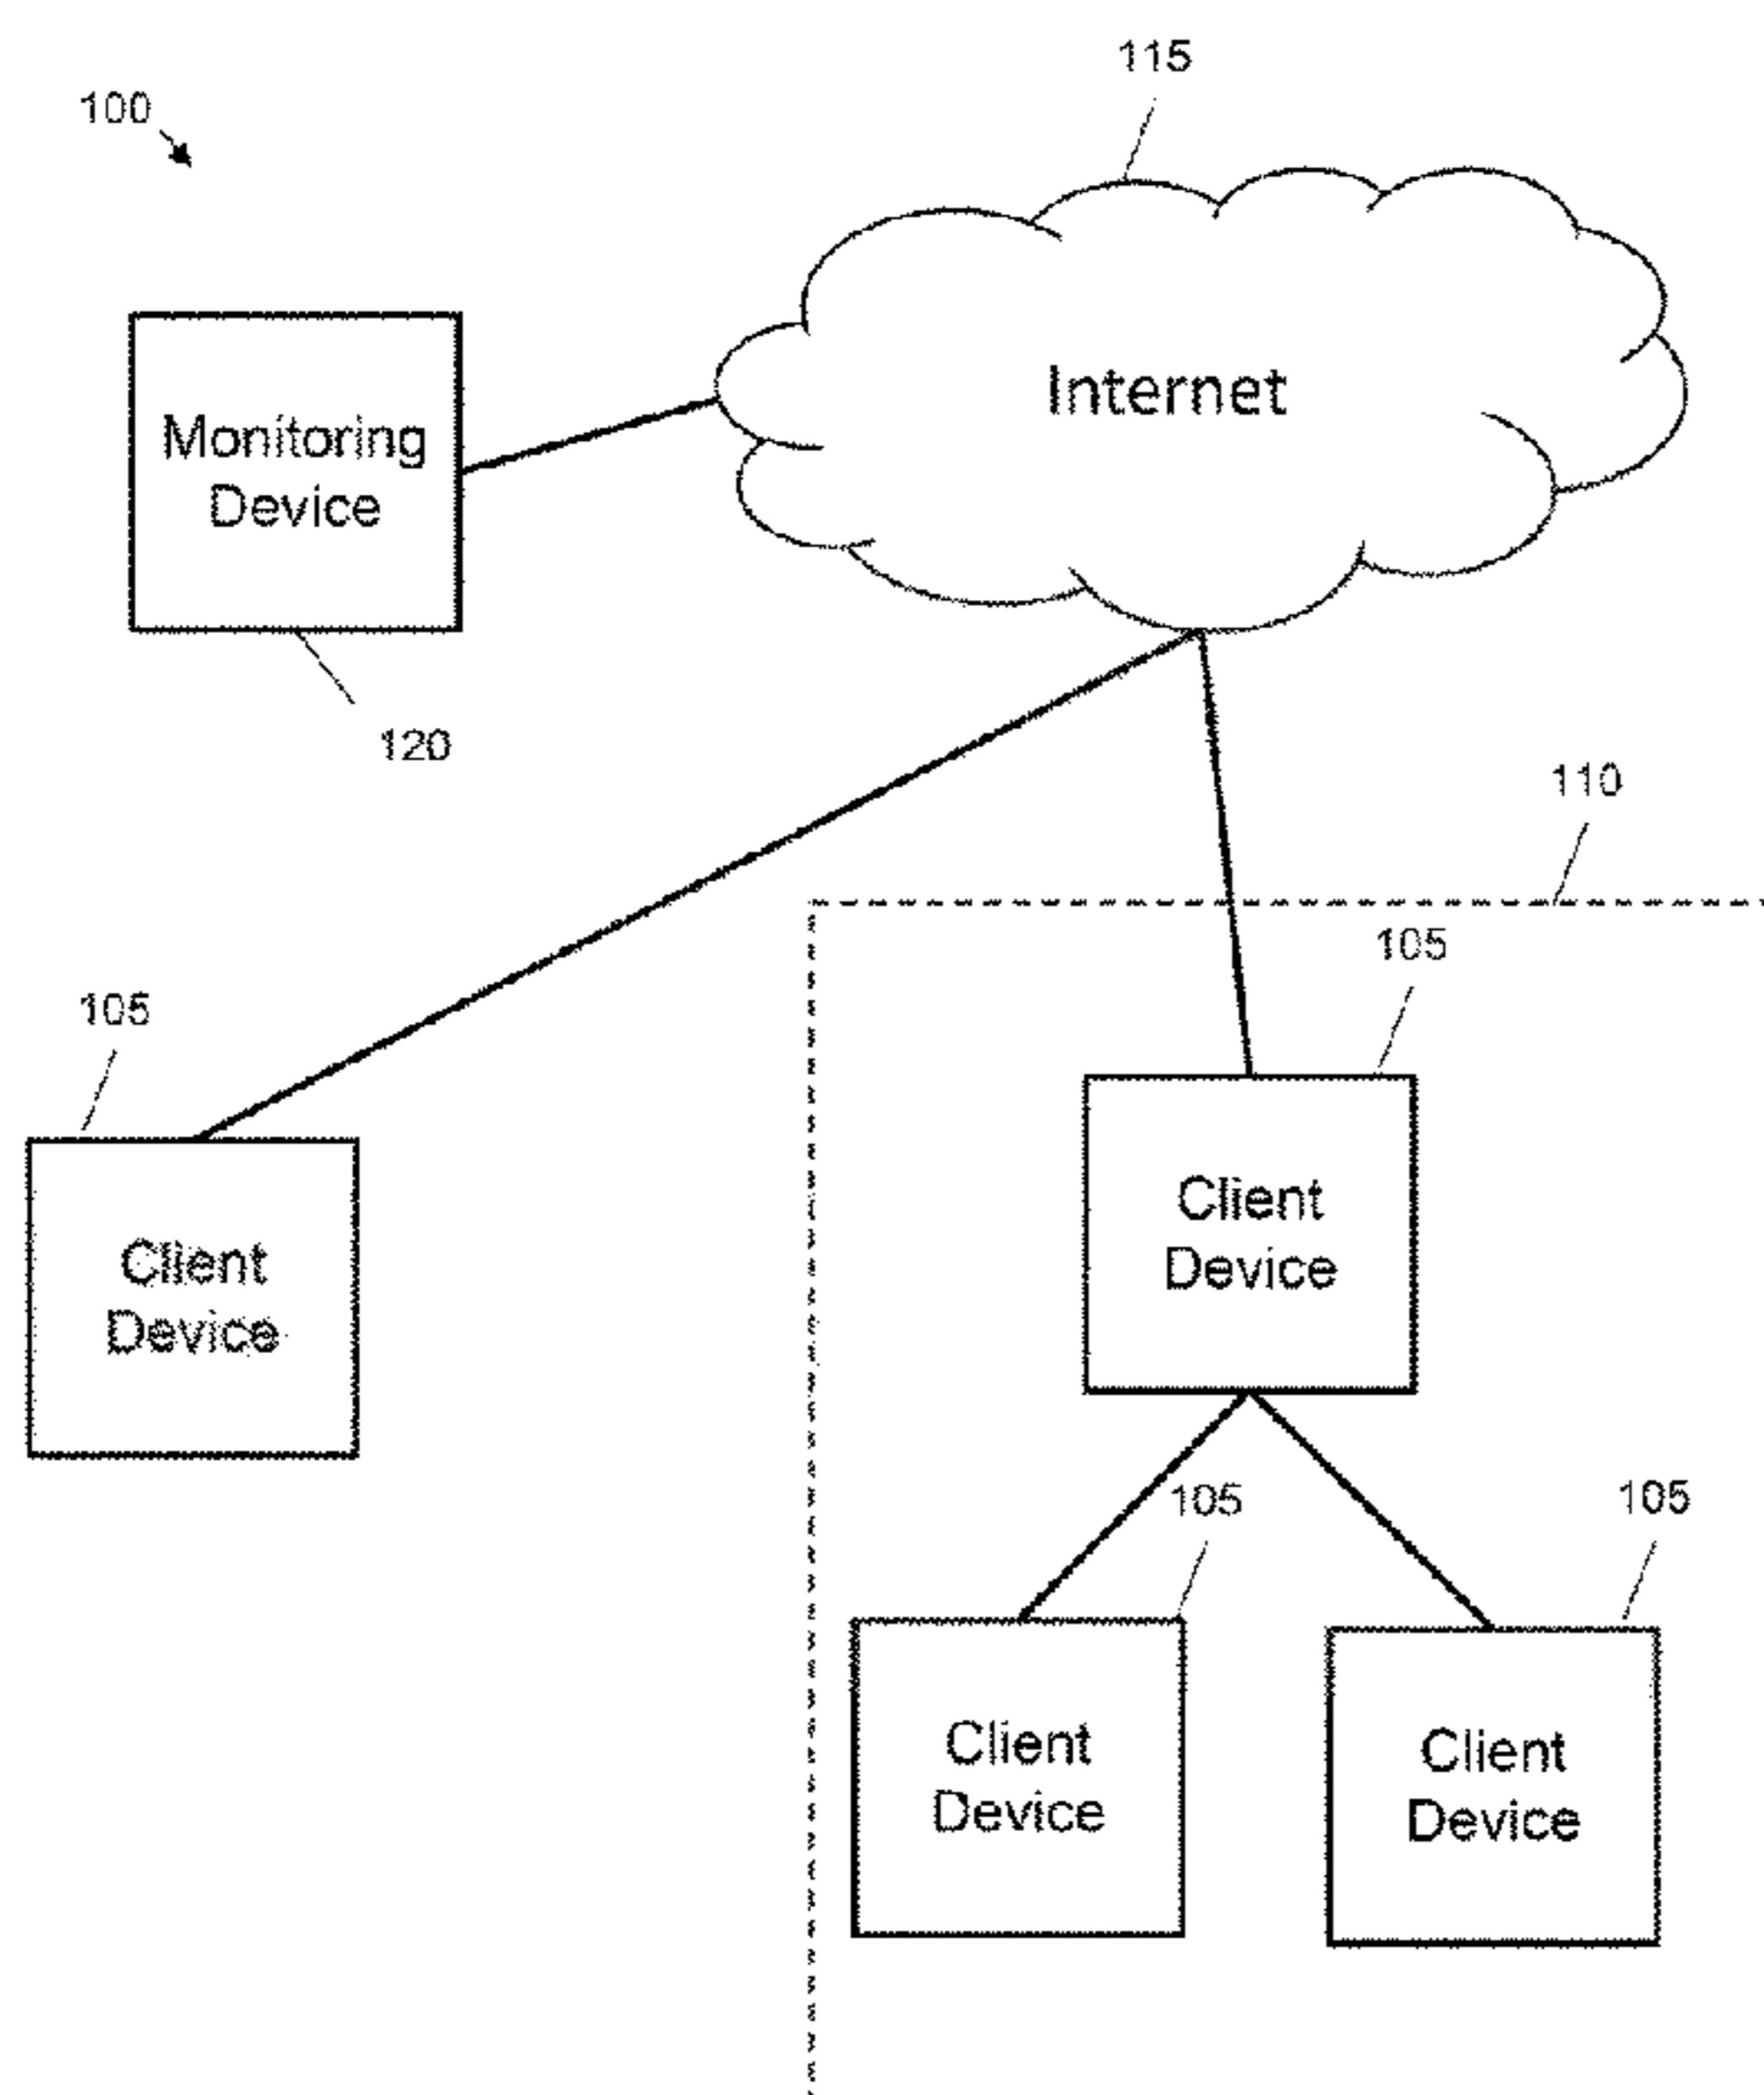 115
100
Internet
Monitoring
Device
120
110
105
105
Client
Device
Client
Device
105
105
Client
Device
Client
Device